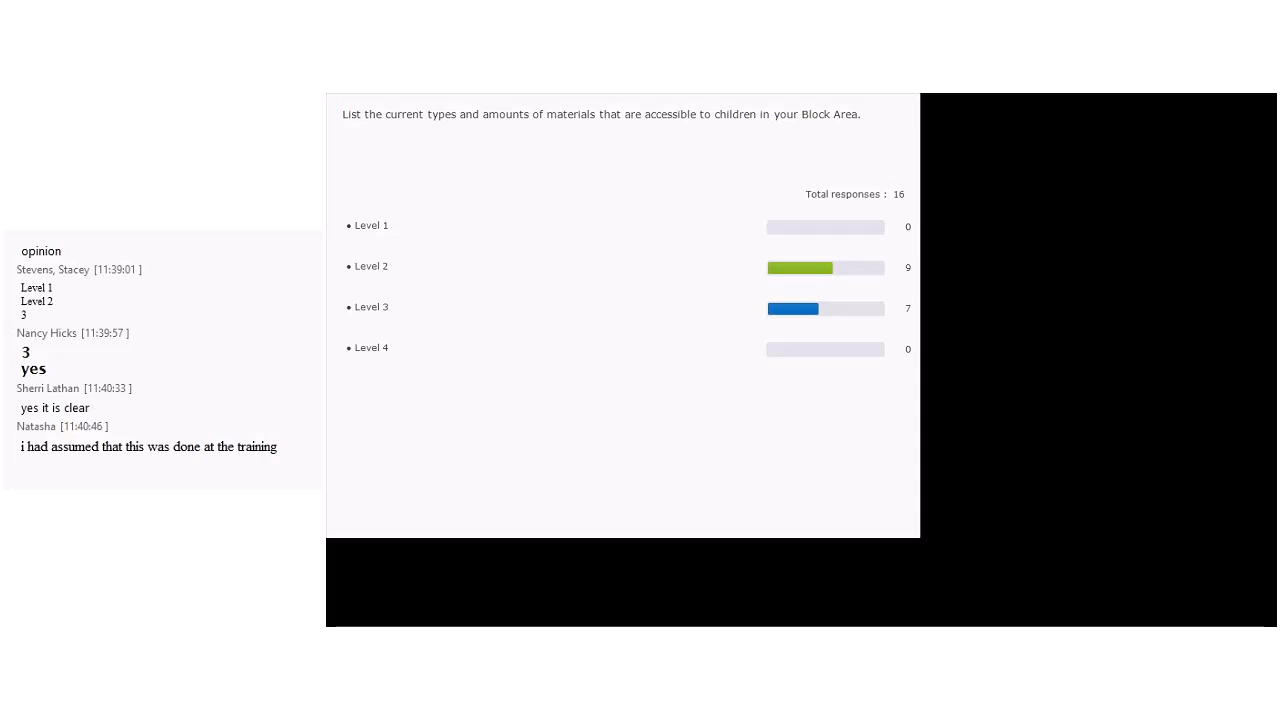 opinion
Stevens, Stacey [11:39:01 ]
Level 1
Level 2
3
Nancy Hicks [11:39:57 ]
3
yes
Sherri Lathan [11:40:33 ]
yes it is clear
Natasha [11:40:46 ]
i had assumed that this was done at the training
List the current types and amounts of materials that are accessible to children in your Block Area.
Total responses : 16
• Level 1 0
• Level 2 9
• Level 3 7
• Level 4 0